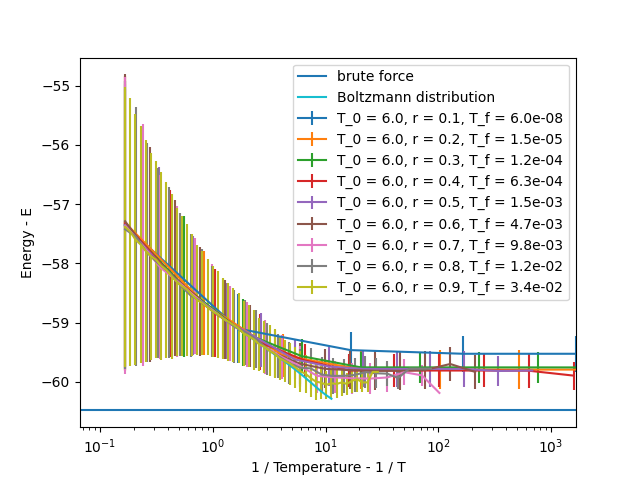 −55
−56
−57
−58
−59
−60
Energy - E
brute force
Boltzmann distribution
T_0 = 6.0, r = 0.1, T_f = 6.0e-08
T_0 = 6.0, r = 0.2, T_f = 1.5e-05
T_0 = 6.0, r = 0.3, T_f = 1.2e-04
T_0 = 6.0, r = 0.4, T_f = 6.3e-04
T_0 = 6.0, r = 0.5, T_f = 1.5e-03
T_0 = 6.0, r = 0.6, T_f = 4.7e-03
T_0 = 6.0, r = 0.7, T_f = 9.8e-03
T_0 = 6.0, r = 0.8, T_f = 1.2e-02
T_0 = 6.0, r = 0.9, T_f = 3.4e-02
10⁻¹ 10⁰ 10¹ 10² 10³
1 / Temperature - 1 / T